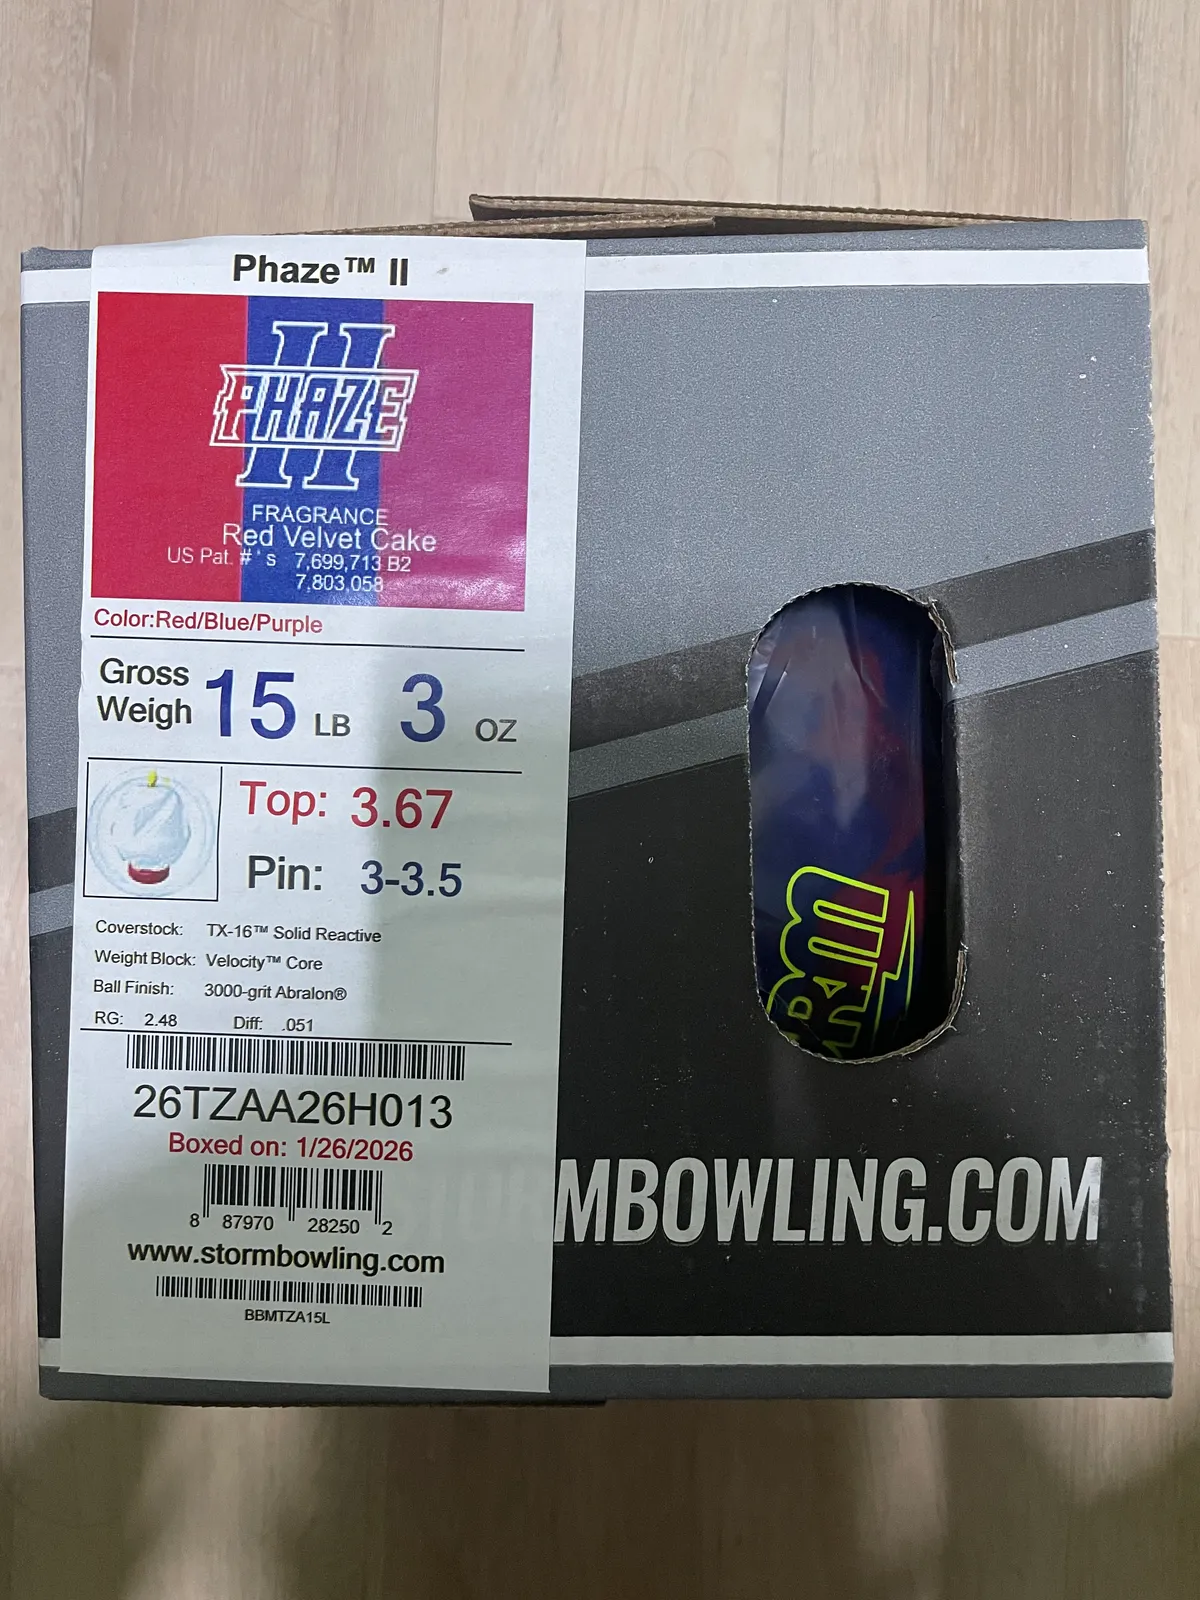 Phaze™ II
II
PHAZE
FRAGRANCE
Red Velvet Cake
US Pat. #'s 7,699,713 B2
7,803,058
Color:Red/Blue/Purple
Gross Weigh 15 LB 3 OZ
Top: 3.67
Pin: 3-3.5
Coverstock: TX-16™ Solid Reactive
Weight Block: Velocity™ Core
Ball Finish: 3000-grit Abralon®
RG: 2.48 Diff: .051
26TZAA26H013
Boxed on: 1/26/2026
8 87970 28250 2
www.stormbowling.com
BBMTZA15L
MBOWLING.COM
RM